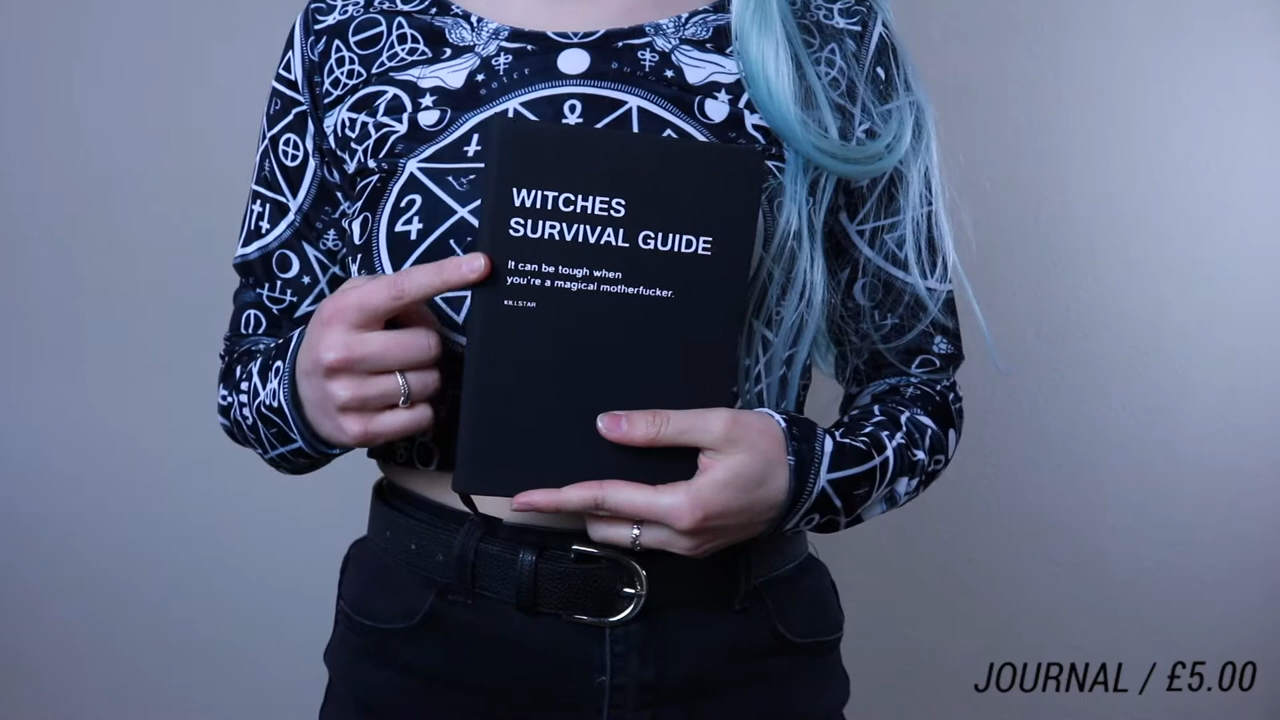 WITCHES
SURVIVAL GUIDE
It can be tough when
you're a magical motherfucker.
KILLSTAR
JOURNAL / £5.00